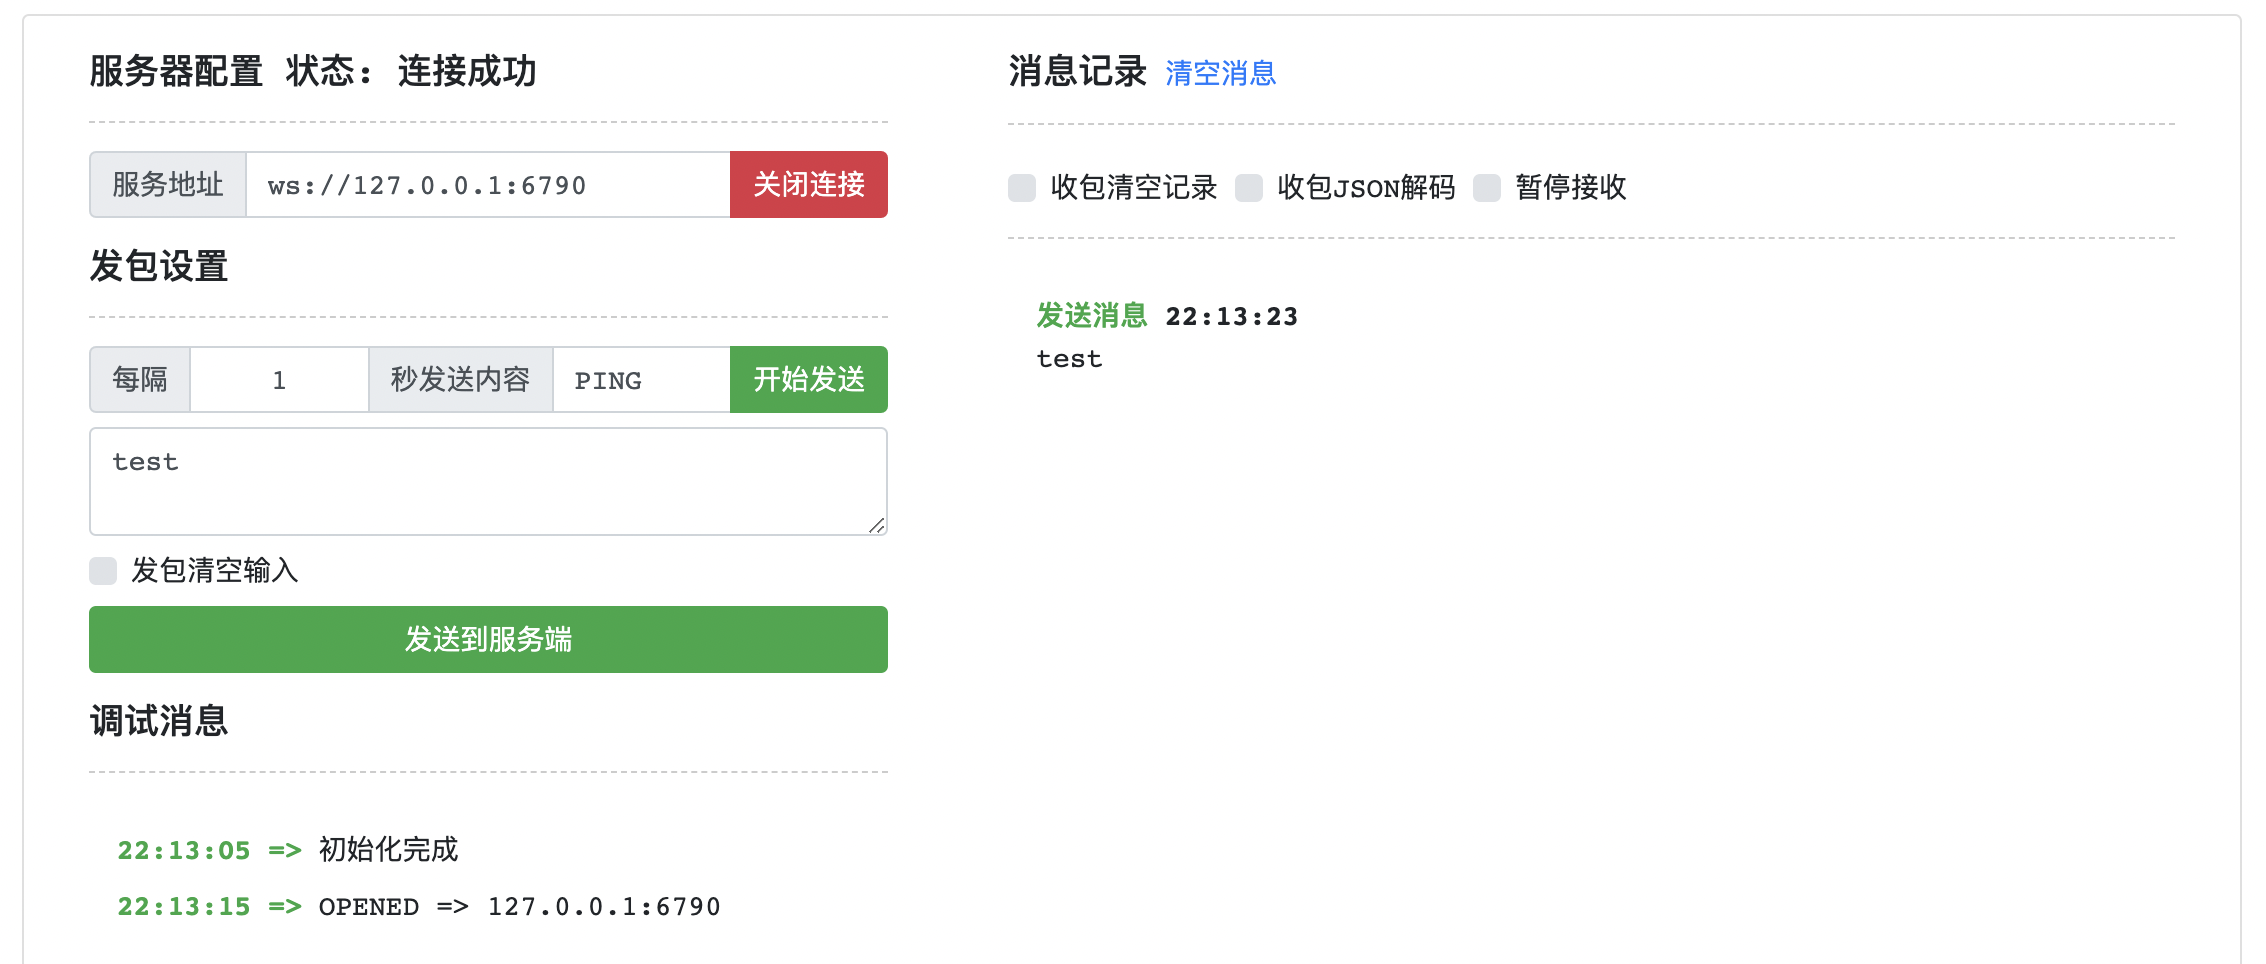 服务器配置 状态: 连接成功
服务地址 ws://127.0.0.1:6790 关闭连接
发包设置
每隔 1 秒发送内容 PING 开始发送
test
发包清空输入
发送到服务端
调试消息
22:13:05 => 初始化完成
22:13:15 => OPENED => 127.0.0.1:6790
消息记录 清空消息
收包清空记录 收包JSON解码 暂停接收
发送消息 22:13:23
test